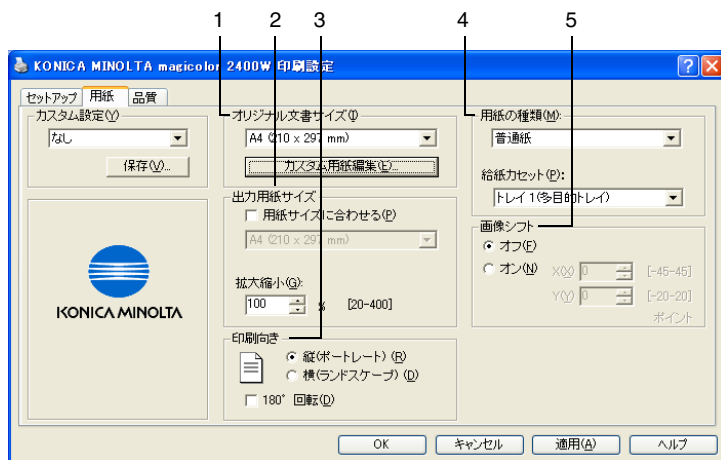 1 2 3 4 5
KONICA MINOLTA magicolor 2400W 印刷設定
セットアップ 用紙 品質
カスタム設定(Y)
なし
保存(V)...
KONICA MINOLTA
オリジナル文書サイズ(I)
A4 (210 x 297 mm)
カスタム用紙編集(E)...
出力用紙サイズ
用紙サイズに合わせる(P)
A4 (210 x 297 mm)
拡大縮小(G):
100 % [20-400]
印刷向き
縦(ポートレート) (R)
横(ランドスケープ) (D)
180° 回転(D)
用紙の種類(M):
普通紙
給紙カセット(P):
トレイ 1(多目的トレイ)
画像シフト
オフ(F)
オン(N) X(X) 0 [-45-45]
Y(Y) 0 [-20-20]
ポイント
OK キャンセル 適用(A) ヘルプ